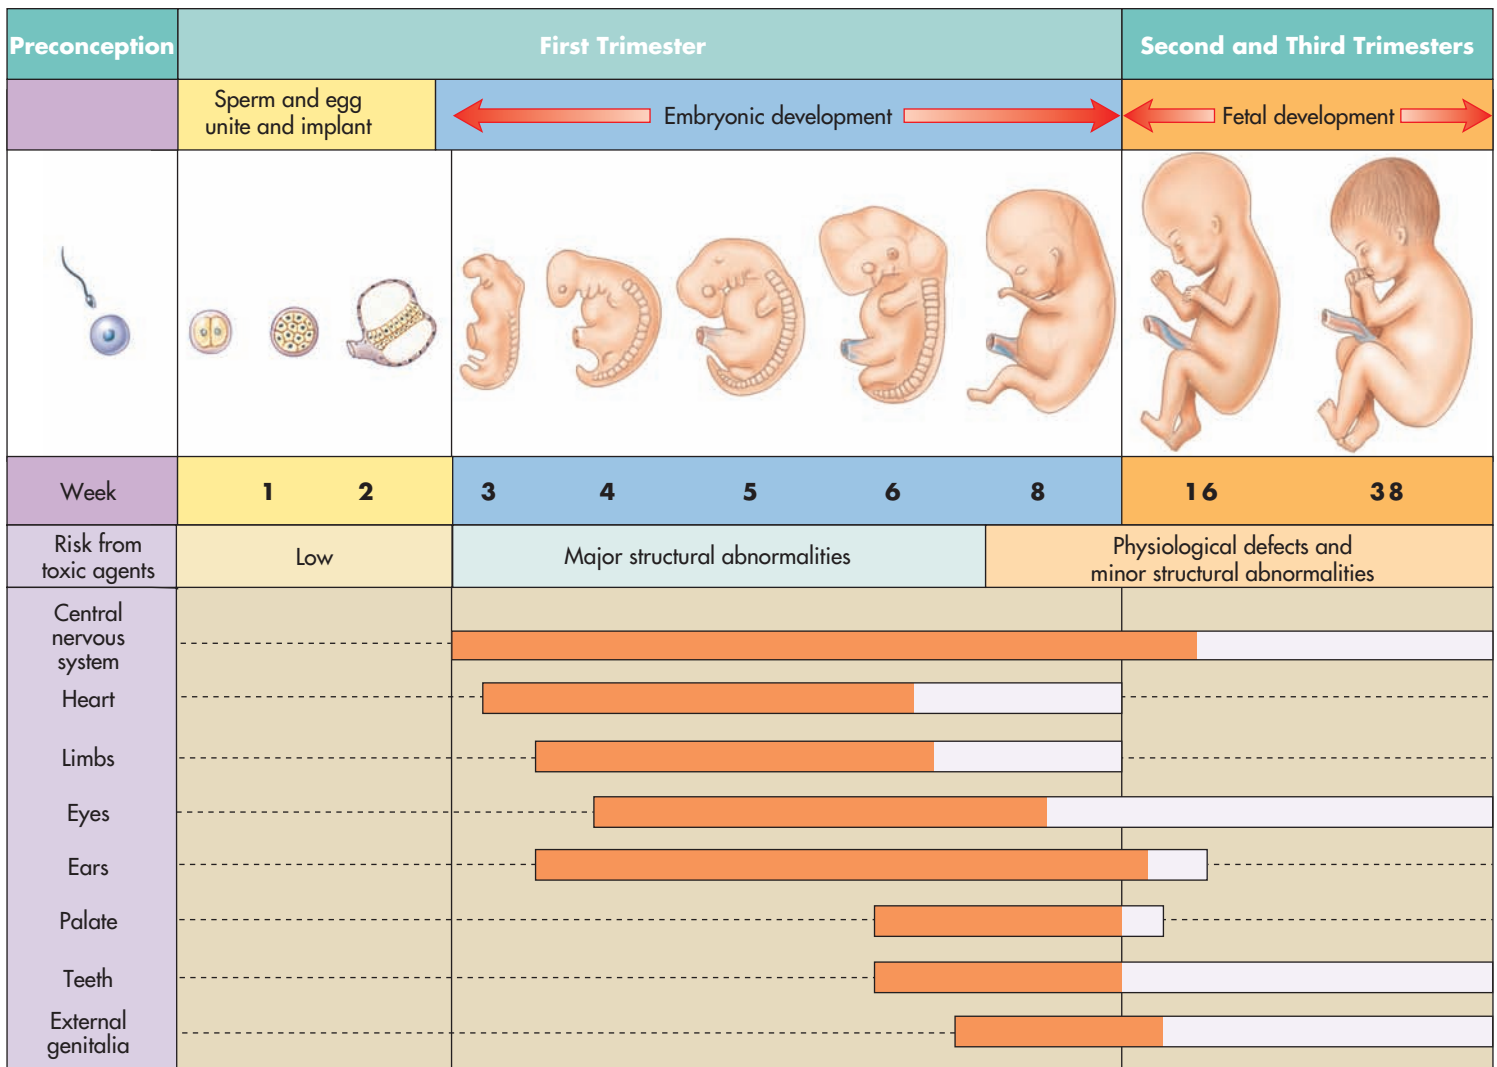 Preconception
First Trimester
Second and Third Trimesters
Sperm and egg
unite and implant
Embryonic development
Fetal development
Week
1
2
3
4
5
6
8
16
38
Risk from
toxic agents
Low
Major structural abnormalities
Physiological defects and
minor structural abnormalities
Central
nervous
system
Heart
Limbs
Eyes
Ears
Palate
Teeth
External
genitalia